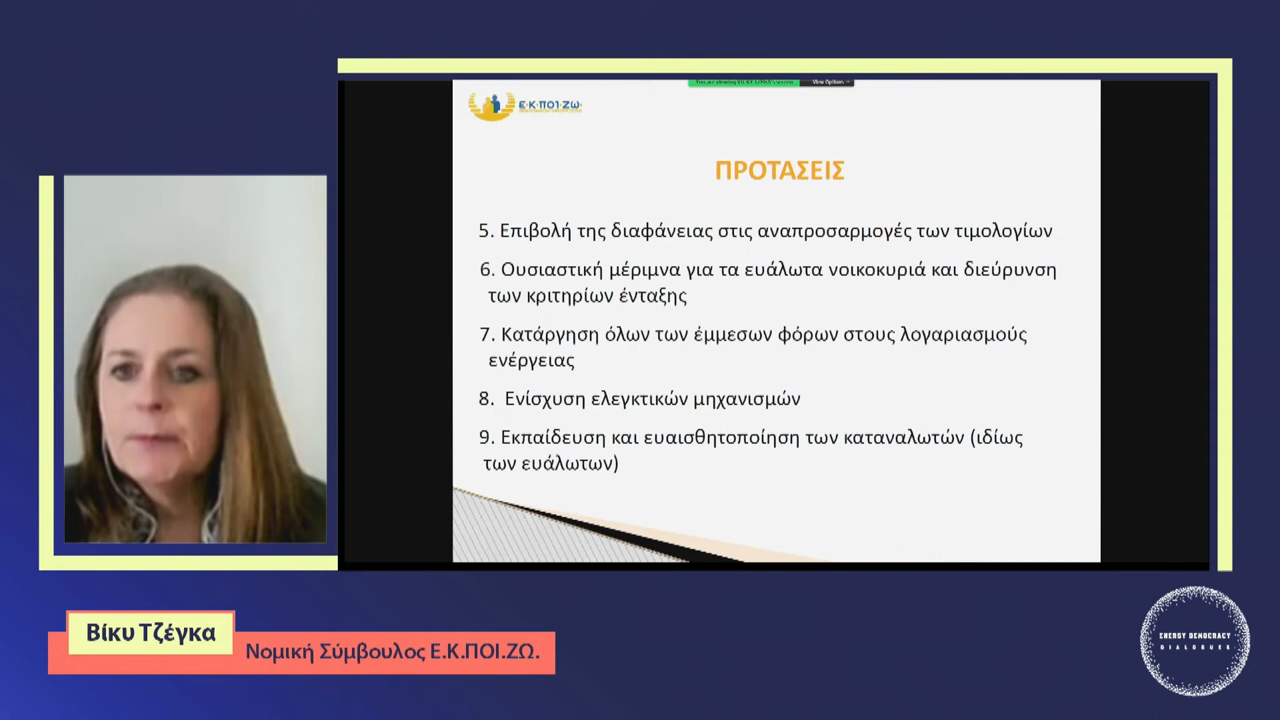 Ε·Κ·ΠΟΙ·ΖΩ·
ΠΡΟΤΑΣΕΙΣ
5. Επιβολή της διαφάνειας στις αναπροσαρμογές των τιμολογίων
6. Ουσιαστική μέριμνα για τα ευάλωτα νοικοκυριά και διεύρυνση
των κριτηρίων ένταξης
7. Κατάργηση όλων των έμμεσων φόρων στους λογαριασμούς
ενέργειας
8. Ενίσχυση ελεγκτικών μηχανισμών
9. Εκπαίδευση και ευαισθητοποίηση των καταναλωτών (ιδίως
των ευάλωτων)
Βίκυ Τζέγκα
Νομική Σύμβουλος Ε.Κ.ΠΟΙ.ΖΩ.
ENERGY DEMOCRACY
DIALOGUES